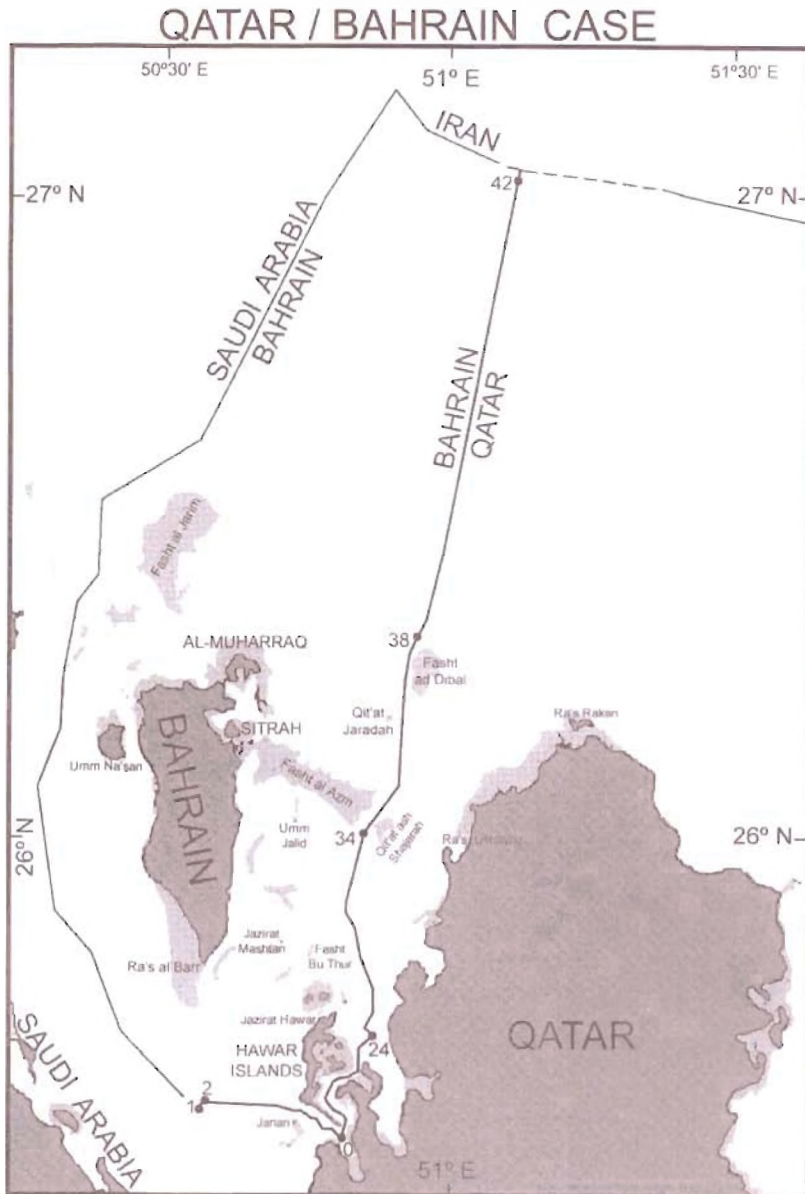 QATAR / BAHRAIN CASE
50°30' E
51° E
51°30' E
IRAN
42
27° N
27° N
SAUDI ARABIA
BAHRAIN
BAHRAIN
QATAR
Fasht al Jarim
38
AL-MUHARRAQ
Fasht
ad Dibal
Qit'at
Jaradah
Ra's Rakan
SITRAH
BAHRAIN
Umm Na'san
Fasht al Azm
26° N
Umm
Jalid
34
Qit'at ash
Shajarah
26° N
Jazirat
Mashtan
Fasht
Bu Thur
Ra's al Barr
Jazirat Hawar
24
QATAR
HAWAR
ISLANDS
SAUDI ARABIA
2
1
Janan
0
51° E